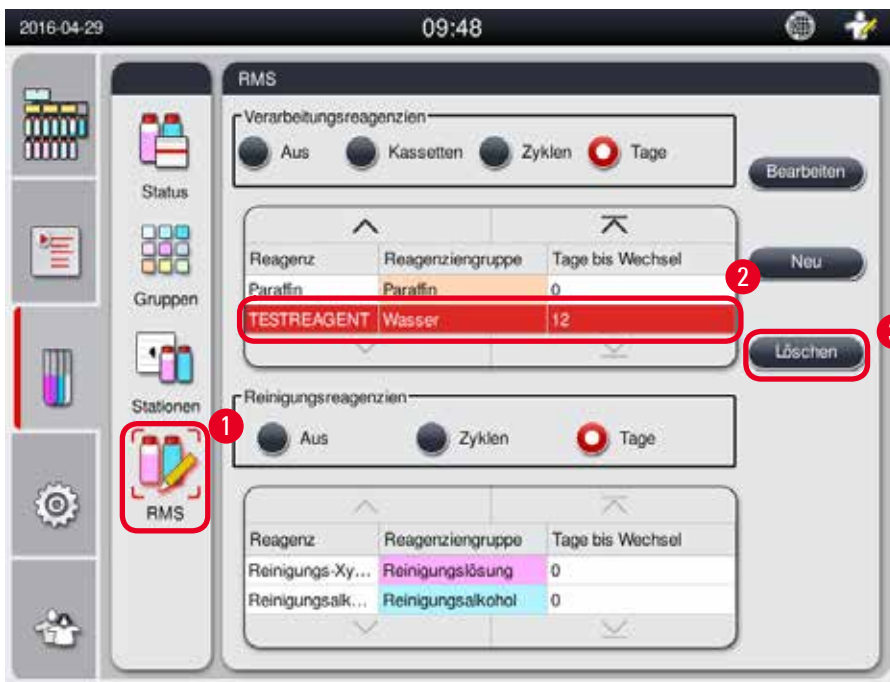 2016-04-29 09:48
RMS
Verarbeitungsreagenzien
Aus Kassetten Zyklen Tage
Bearbeiten
Status
Reagenz Reagenziengruppe Tage bis Wechsel
2
Neu
Paraffin Paraffin 0
Gruppen
TESTREAGENT Wasser 12
Löschen
Stationen
Reinigungsreagenzien
1
Aus Zyklen Tage
RMS
Reagenz Reagenziengruppe Tage bis Wechsel
Reinigungs-Xy... Reinigungslösung 0
Reinigungsalk... Reinigungsalkohol 0